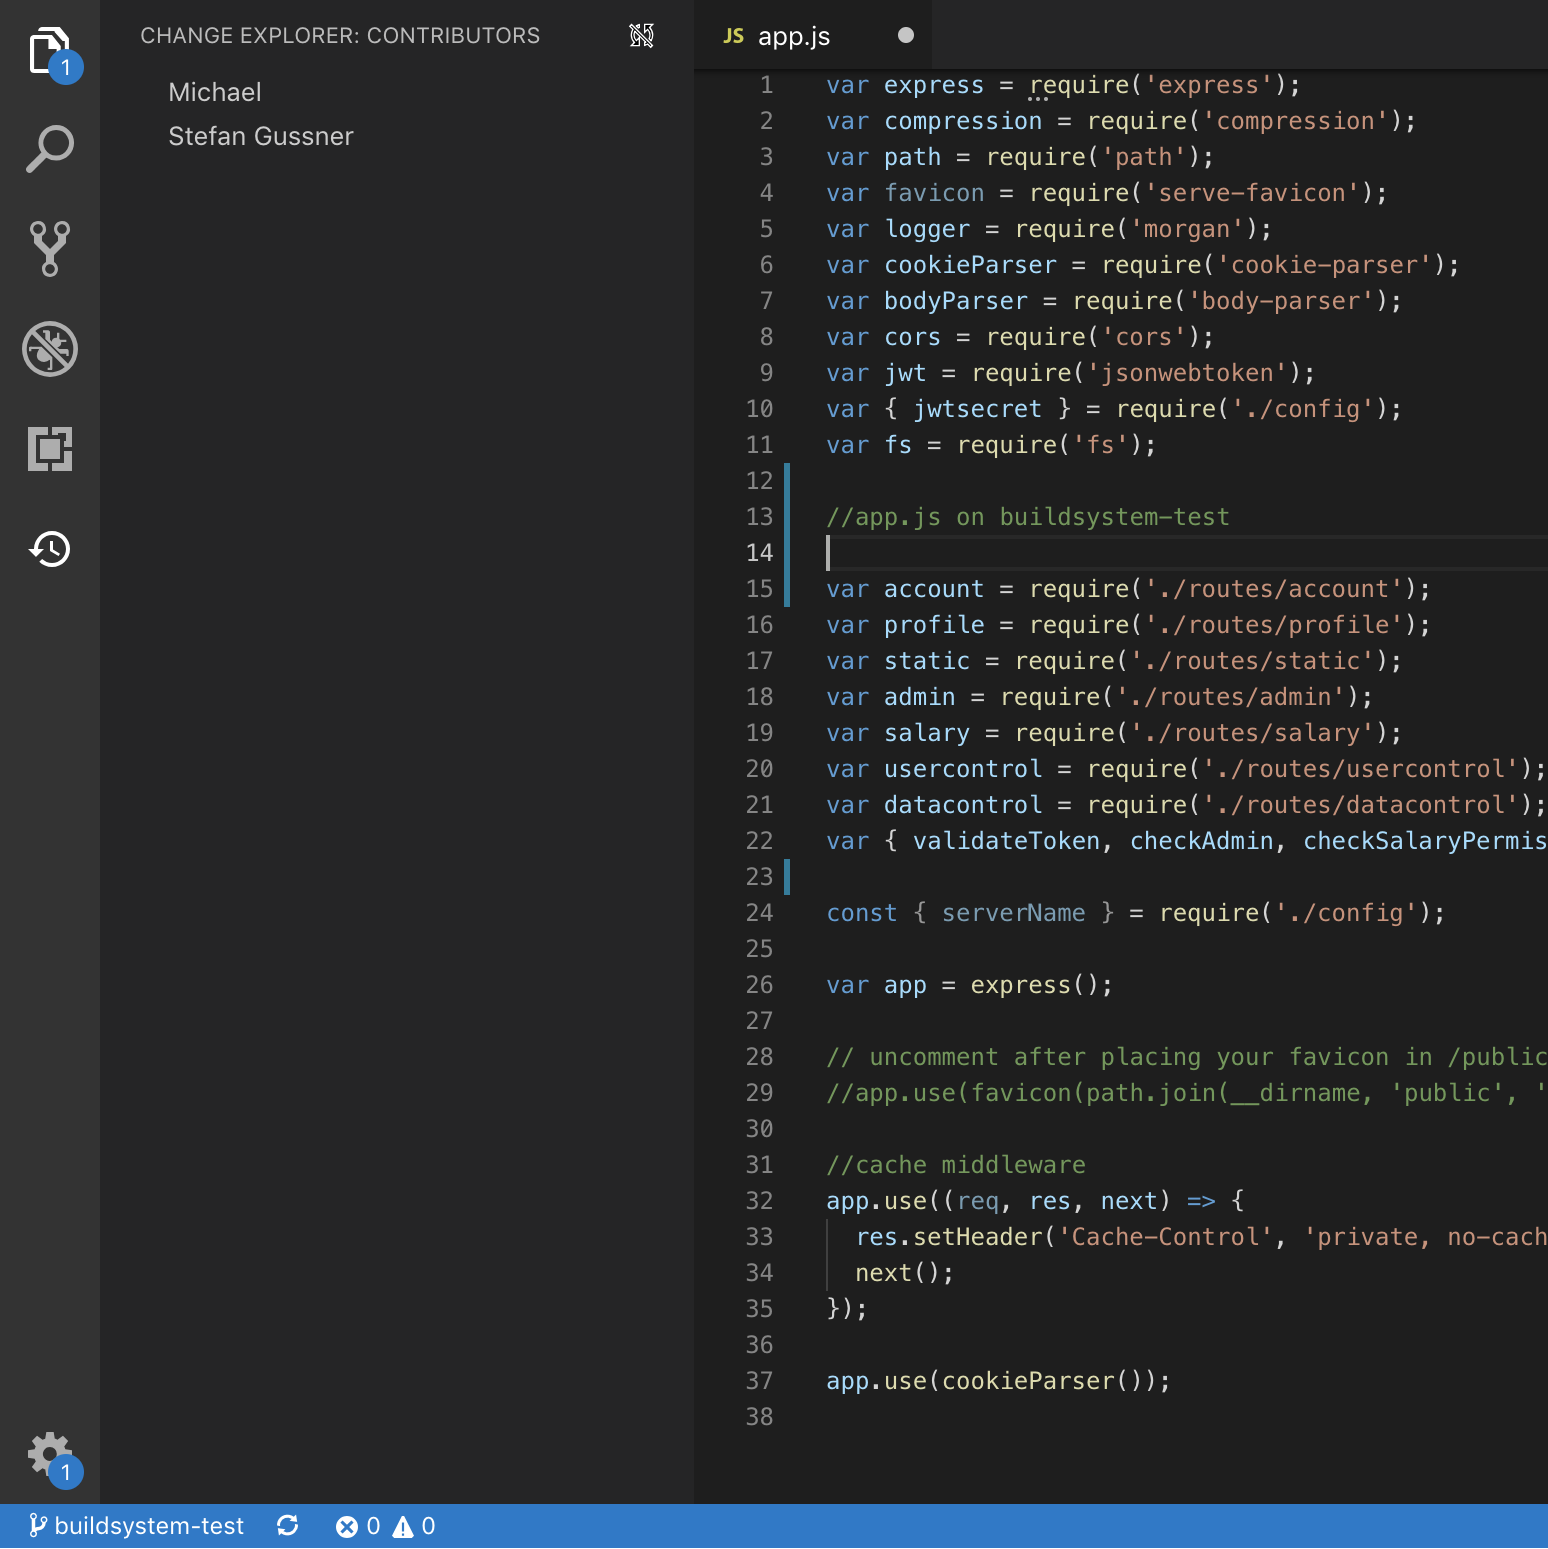 CHANGE EXPLORER: CONTRIBUTORS
Michael
Stefan Gussner
1
1
JS app.js
1 var express = require('express');
2 var compression = require('compression');
3 var path = require('path');
4 var favicon = require('serve-favicon');
5 var logger = require('morgan');
6 var cookieParser = require('cookie-parser');
7 var bodyParser = require('body-parser');
8 var cors = require('cors');
9 var jwt = require('jsonwebtoken');
10 var { jwtsecret } = require('./config');
11 var fs = require('fs');
12
13 //app.js on buildsystem-test
14
15 var account = require('./routes/account');
16 var profile = require('./routes/profile');
17 var static = require('./routes/static');
18 var admin = require('./routes/admin');
19 var salary = require('./routes/salary');
20 var usercontrol = require('./routes/usercontrol');
21 var datacontrol = require('./routes/datacontrol');
22 var { validateToken, checkAdmin, checkSalaryPermis
23
24 const { serverName } = require('./config');
25
26 var app = express();
27
28 // uncomment after placing your favicon in /public
29 //app.use(favicon(path.join(__dirname, 'public', '
30
31 //cache middleware
32 app.use((req, res, next) => {
33 res.setHeader('Cache-Control', 'private, no-cach
34 next();
35 });
36
37 app.use(cookieParser());
38
buildsystem-test 0 0